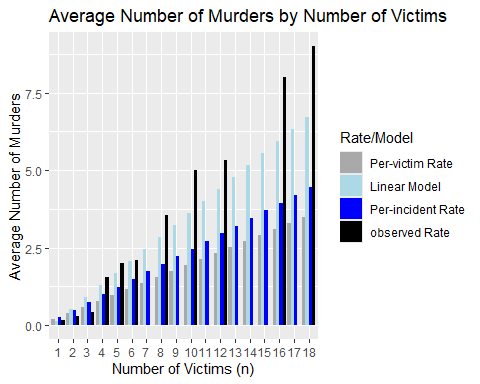 Average Number of Murders by Number of Victims
Average Number of Murders
7.5
5.0
2.5
0.0
1 2 3 4 5 6 7 8 9 10 11 12 13 14 15 16 17 18
Number of Victims (n)
Rate/Model
Per-victim Rate
Linear Model
Per-incident Rate
observed Rate